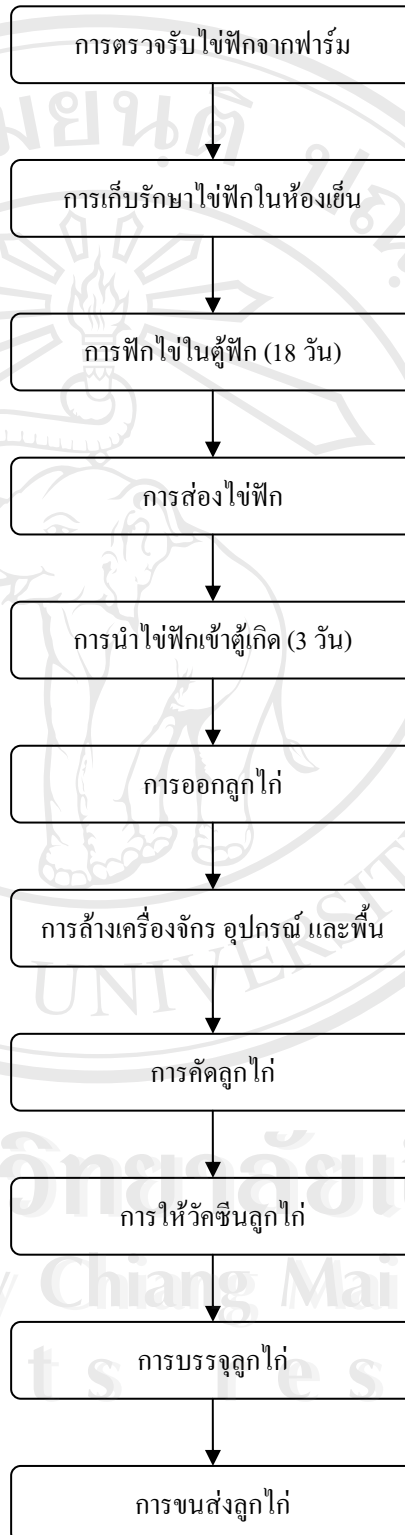 การตรวจรับไข่ฟักจากฟาร์ม
การเก็บรักษาไข่ฟักในห้องเย็น
การฟักไข่ในตู้ฟัก (18 วัน)
การส่องไข่ฟัก
การนำไข่ฟักเข้าตู้เกิด (3 วัน)
การออกลูกไก่
การล้างเครื่องจักร อุปกรณ์ และพื้น
UNIVERSIT
การคัดลูกไก่
การให้วัคซีนลูกไก่
Chiang Mai
การบรรจุลูกไก่
t s r e s
การขนส่งลูกไก่